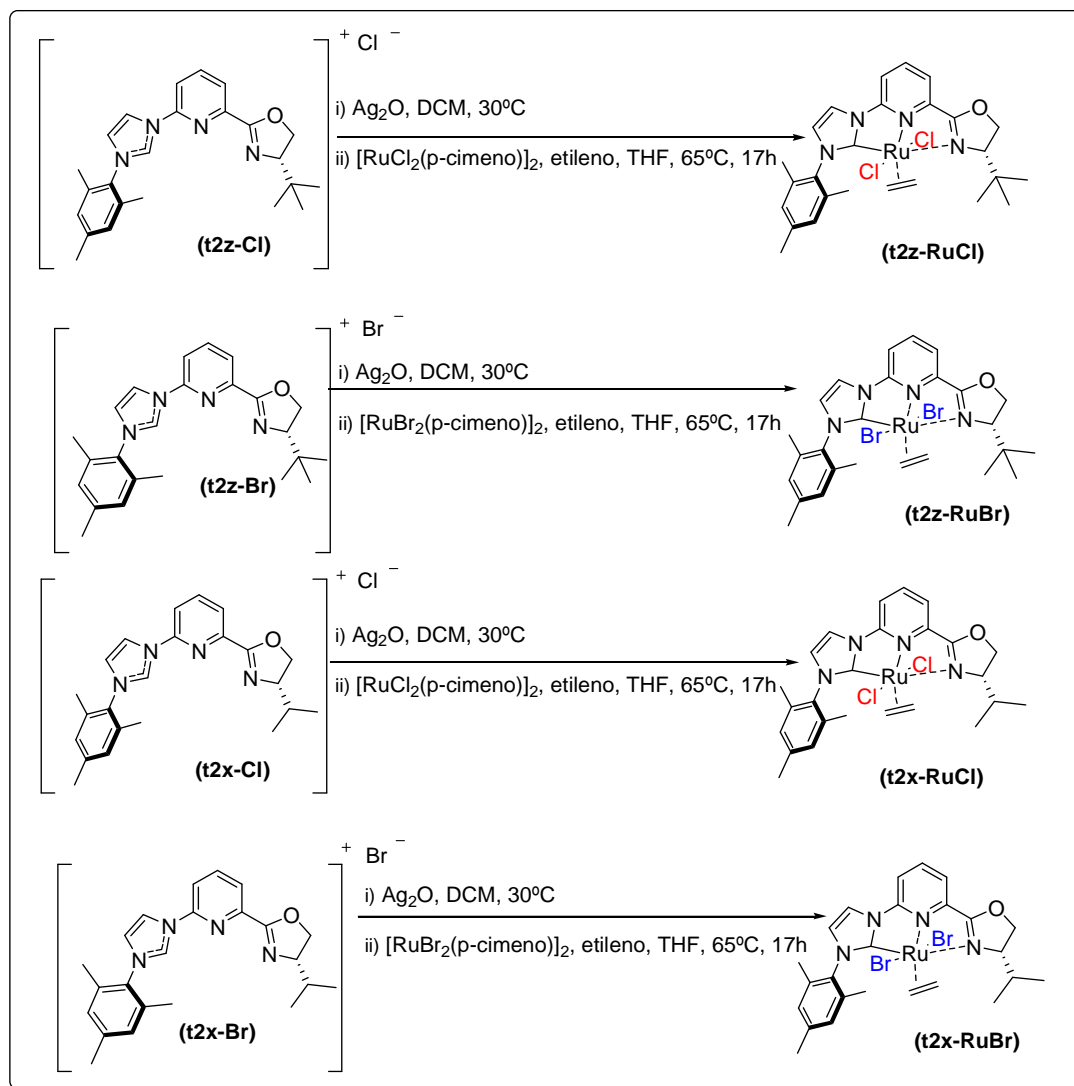 + Cl −
N
N
N
O
N
i) Ag2O, DCM, 30ºC
ii) [RuCl2(p-cimeno)]2, etileno, THF, 65ºC, 17h
(t2z-Cl)
N
N
N
O
Cl
Ru
N
Cl
(t2z-RuCl)
+ Br −
N
N
N
O
N
i) Ag2O, DCM, 30ºC
ii) [RuBr2(p-cimeno)]2, etileno, THF, 65ºC, 17h
(t2z-Br)
N
N
N
O
Br
Ru
N
Br
(t2z-RuBr)
+ Cl −
N
N
N
O
N
i) Ag2O, DCM, 30ºC
ii) [RuCl2(p-cimeno)]2, etileno, THF, 65ºC, 17h
(t2x-Cl)
N
N
N
O
Cl
Ru
N
Cl
(t2x-RuCl)
+ Br −
N
N
N
O
N
i) Ag2O, DCM, 30ºC
ii) [RuBr2(p-cimeno)]2, etileno, THF, 65ºC, 17h
(t2x-Br)
N
N
N
O
Br
Ru
N
Br
(t2x-RuBr)